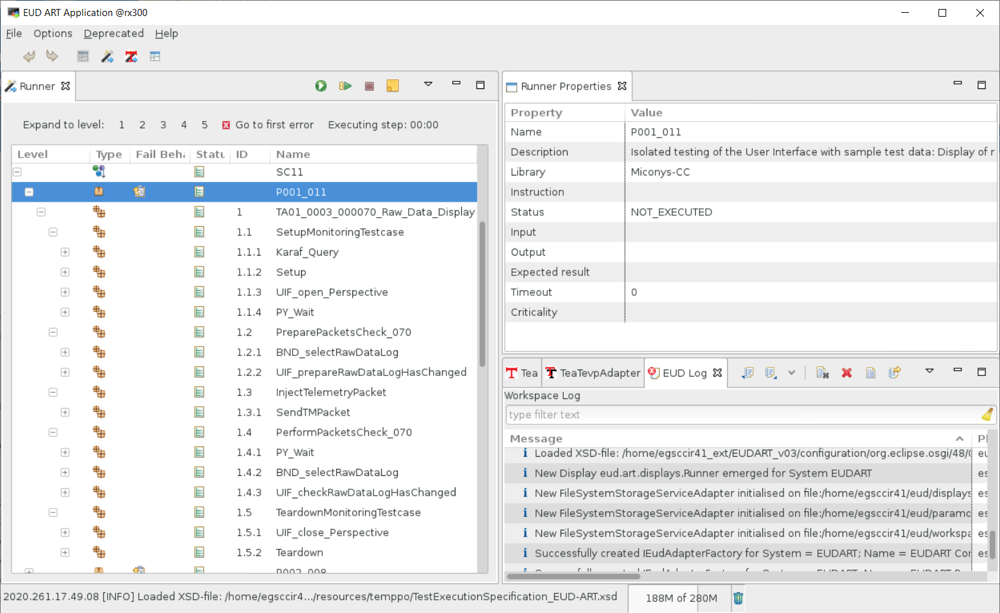 EUD ART Application @rx300
File Options Deprecated Help
Runner
Expand to level: 1 2 3 4 5 Go to first error Executing step: 00:00
Level Type Fail Beha Statu ID Name
SC11
P001_011
1 TA01_0003_000070_Raw_Data_Display
1.1 SetupMonitoringTestcase
1.1.1 Karaf_Query
1.1.2 Setup
1.1.3 UIF_open_Perspective
1.1.4 PY_Wait
1.2 PreparePacketsCheck_070
1.2.1 BND_selectRawDataLog
1.2.2 UIF_prepareRawDataLogHasChanged
1.3 InjectTelemetryPacket
1.3.1 SendTMPacket
1.4 PerformPacketsCheck_070
1.4.1 PY_Wait
1.4.2 BND_selectRawDataLog
1.4.3 UIF_checkRawDataLogHasChanged
1.5 TeardownMonitoringTestcase
1.5.1 UIF_close_Perspective
1.5.2 Teardown
P002_008
Runner Properties
Property Value
Name P001_011
Description Isolated testing of the User Interface with sample test data: Display of r
Library Miconys-CC
Instruction
Status NOT_EXECUTED
Input
Output
Expected result
Timeout 0
Criticality
Tea TeaTevpAdapter EUD Log
Workspace Log
type filter text
Message Pl
Loaded XSD-file: /home/egsccir41_ext/EUDART_v03/configuration/org.eclipse.osgi/48/ eu
New Display eud.art.displays.Runner emerged for System EUDART es
New FileSystemStorageServiceAdapter initialised on file:/home/egsccir41/eud/displays es
New FileSystemStorageServiceAdapter initialised on file:/home/egsccir41/eud/paramo es
New FileSystemStorageServiceAdapter initialised on file:/home/egsccir41/eud/workspa es
Successfully created IEudAdapterFactory for System = EUDART; Name = EUDART Cor es
2020.261.17.49.08 [INFO] Loaded XSD-file: /home/egsccir4.../resources/temppo/TestExecutionSpecification_EUD-ART.xsd
188M of 280M